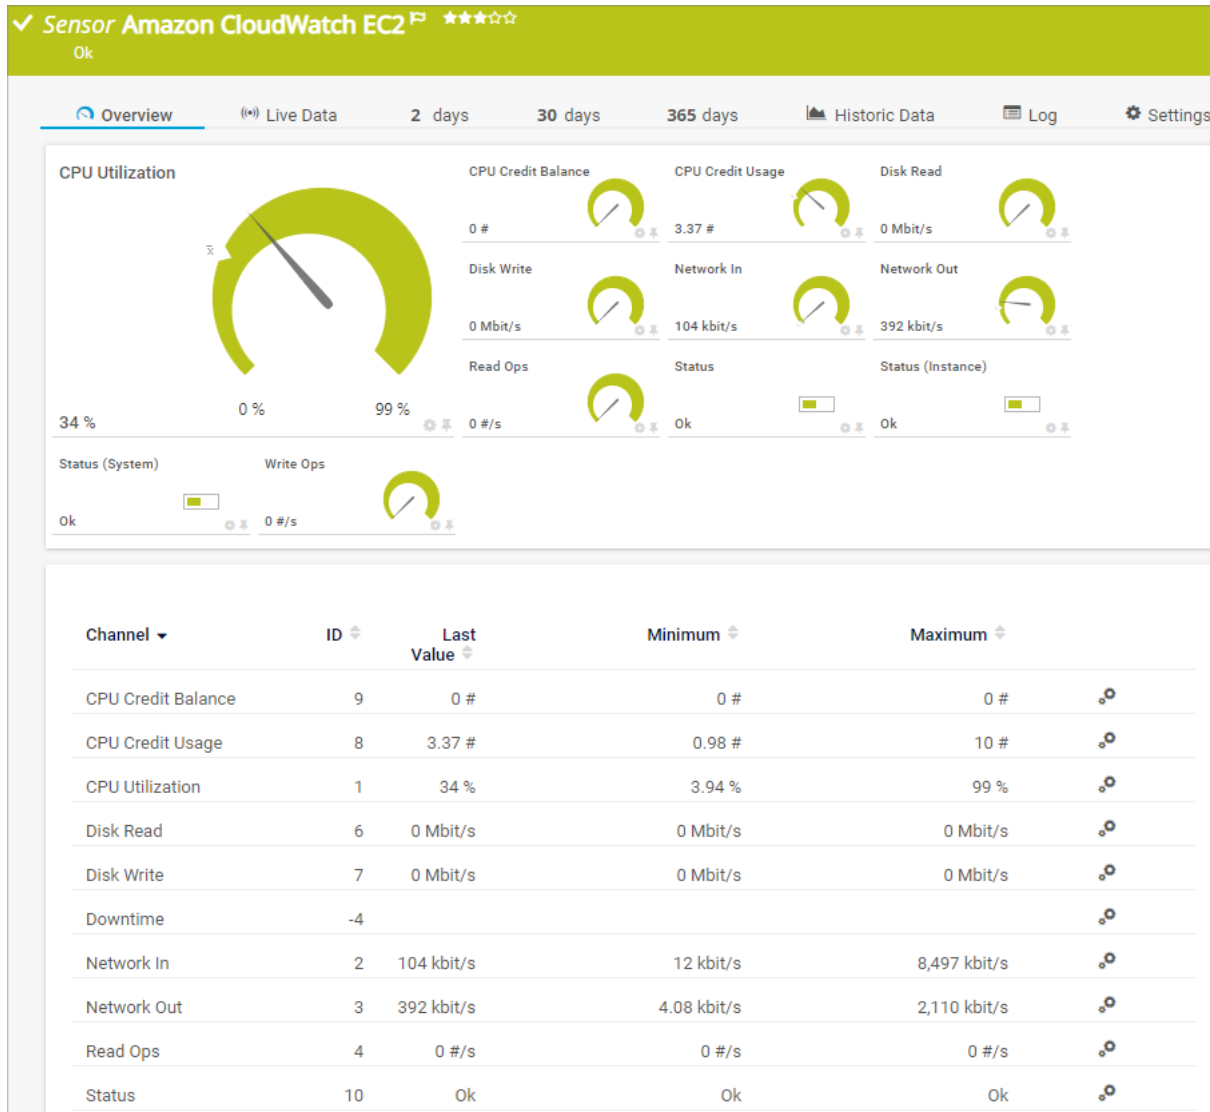 Sensor Amazon CloudWatch EC2
Ok
Overview Live Data 2 days 30 days 365 days Historic Data Log Settings
CPU Utilization
x̄
0 % 99 %
34 %
CPU Credit Balance
0 #
CPU Credit Usage
3.37 #
Disk Read
0 Mbit/s
Disk Write
0 Mbit/s
Network In
104 kbit/s
Network Out
392 kbit/s
Read Ops
0 #/s
Status
Ok
Status (Instance)
Ok
Status (System)
Ok
Write Ops
0 #/s
Channel ID Last Value Minimum Maximum
CPU Credit Balance 9 0 # 0 # 0 #
CPU Credit Usage 8 3.37 # 0.98 # 10 #
CPU Utilization 1 34 % 3.94 % 99 %
Disk Read 6 0 Mbit/s 0 Mbit/s 0 Mbit/s
Disk Write 7 0 Mbit/s 0 Mbit/s 0 Mbit/s
Downtime -4
Network In 2 104 kbit/s 12 kbit/s 8,497 kbit/s
Network Out 3 392 kbit/s 4.08 kbit/s 2,110 kbit/s
Read Ops 4 0 #/s 0 #/s 0 #/s
Status 10 Ok Ok Ok